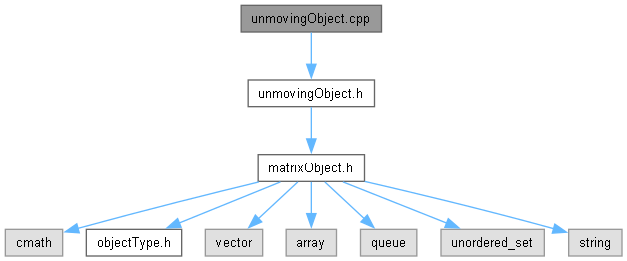 unmovingObject.cpp
unmovingObject.h
matrixObject.h
cmath
objectType.h
vector
array
queue
unordered_set
string